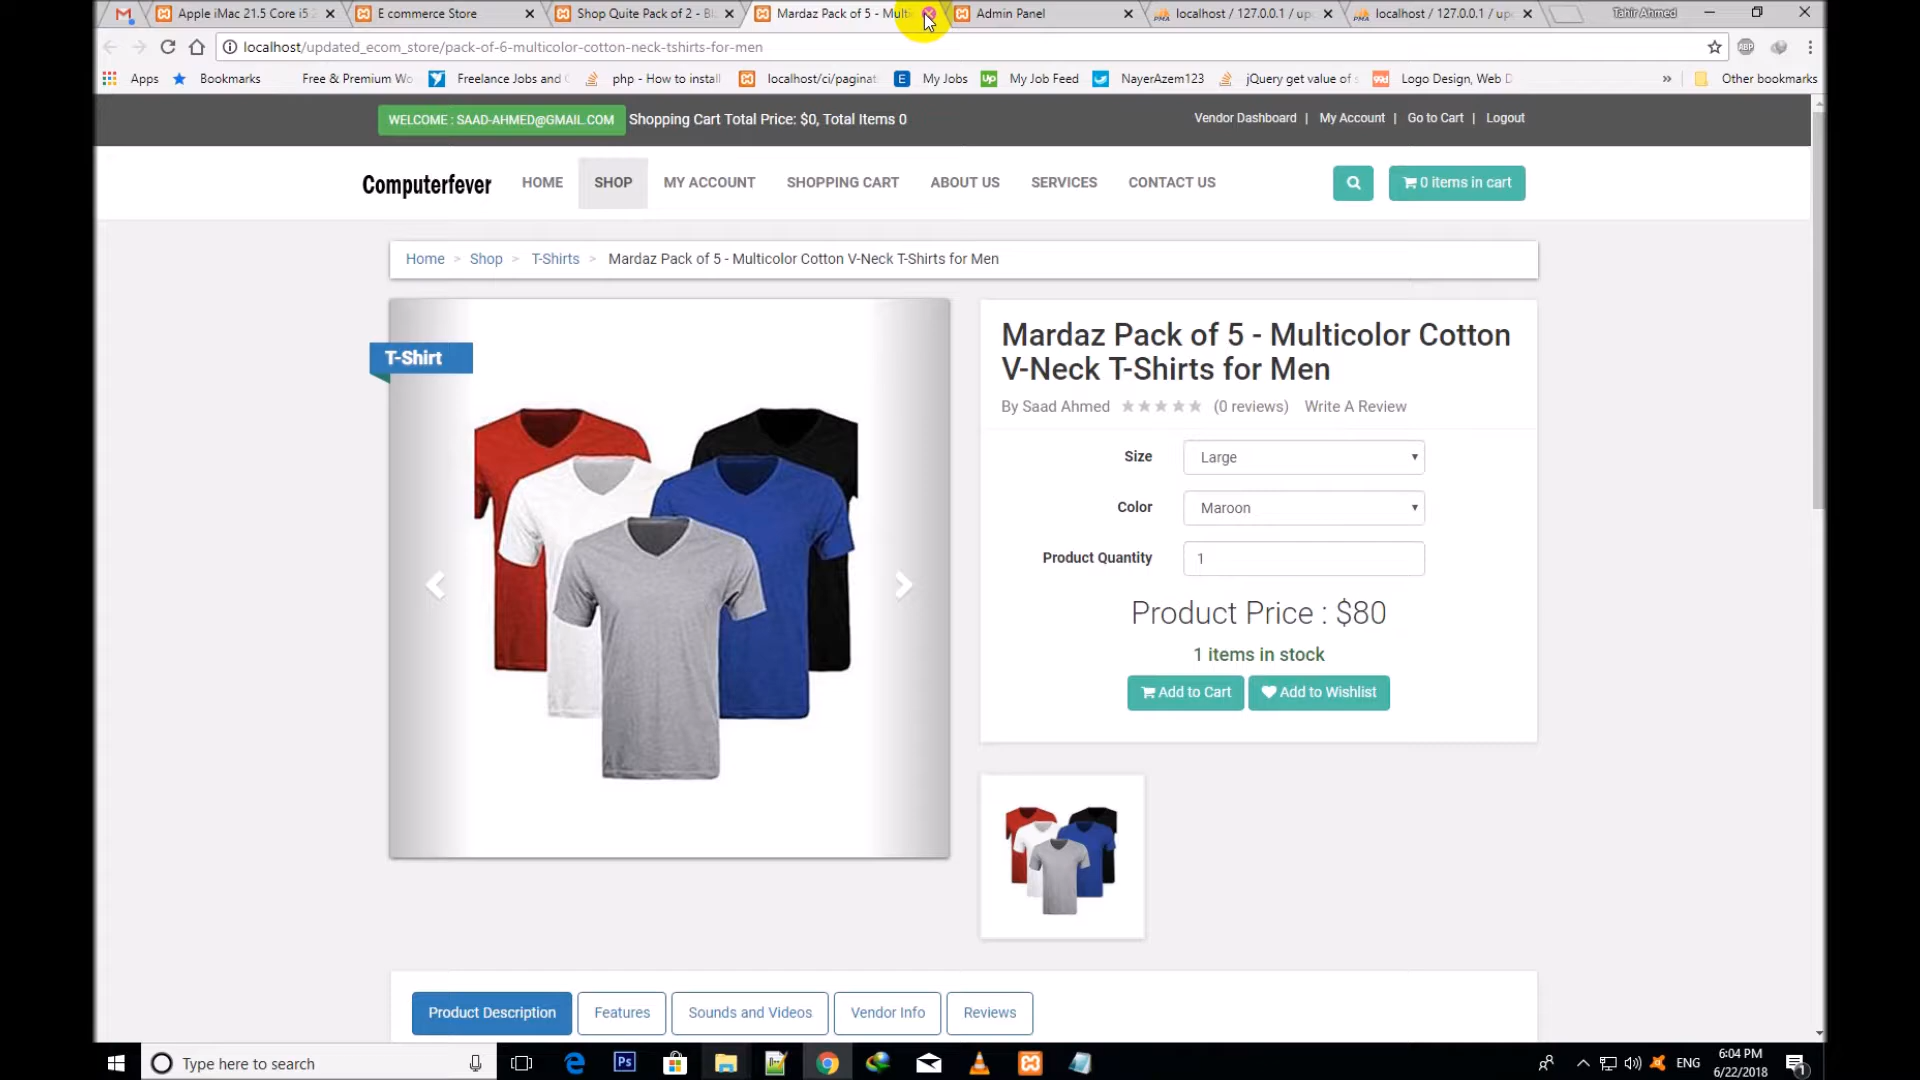 Apple iMac 21.5 Core i5 2
E commerce Store
Shop Quite Pack of 2 - Bl
Mardaz Pack of 5 - Multi
Admin Panel
localhost / 127.0.0.1 / up
localhost / 127.0.0.1 / up
Tahir Ahmed
localhost/updated_ecom_store/pack-of-6-multicolor-cotton-neck-tshirts-for-men
ABP
Apps
Bookmarks
Free & Premium Wo
Freelance Jobs and
php - How to install
localhost/ci/paginat
E My Jobs
Up My Job Feed
NayerAzem123
jQuery get value of s
Logo Design, Web D
» Other bookmarks
WELCOME : SAAD-AHMED@GMAIL.COM Shopping Cart Total Price: $0, Total Items 0
Vendor Dashboard | My Account | Go to Cart | Logout
Computerfever
HOME SHOP MY ACCOUNT SHOPPING CART ABOUT US SERVICES CONTACT US
0 items in cart
Home > Shop > T-Shirts > Mardaz Pack of 5 - Multicolor Cotton V-Neck T-Shirts for Men
T-Shirt
Mardaz Pack of 5 - Multicolor Cotton
V-Neck T-Shirts for Men
By Saad Ahmed (0 reviews) Write A Review
Size Large
Color Maroon
Product Quantity 1
Product Price : $80
1 items in stock
Add to Cart Add to Wishlist
Product Description Features Sounds and Videos Vendor Info Reviews
Type here to search
Ps
ENG
6:04 PM
6/22/2018
1